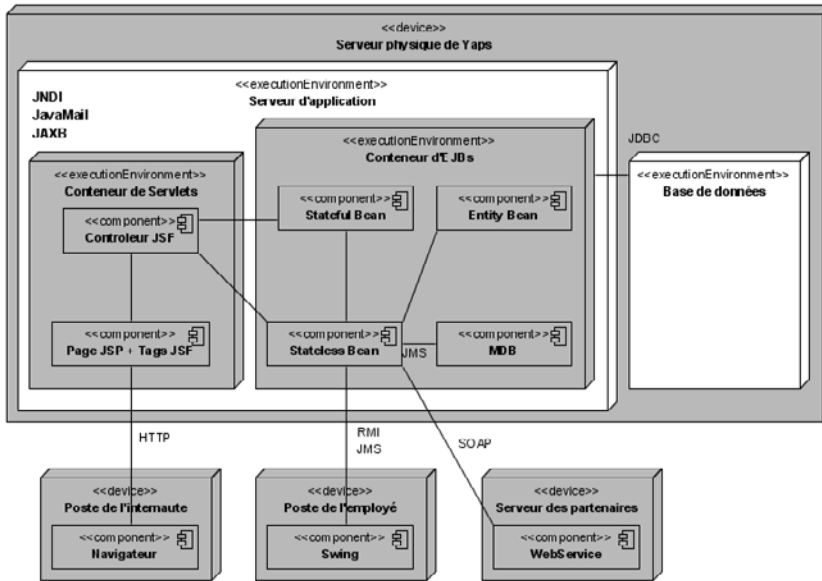 <<device>>
Serveur physique de Yaps
<<executionEnvironment>>
Serveur d'application
JNDI
JavaMail
JAXB
<<executionEnvironment>>
Conteneur d'EJBs
JDBC
<<executionEnvironment>>
Conteneur de Servlets
<<executionEnvironment>>
Base de données
<<component>>
Controleur JSF
<<component>>
Stateful Bean
<<component>>
Entity Bean
<<component>>
Page JSP + Tags JSF
<<component>>
Stateless Bean
JMS
<<component>>
MDB
HTTP
RMI
JMS
SOAP
<<device>>
Poste de l'internaute
<<component>>
Navigateur
<<device>>
Poste de l'employé
<<component>>
Swing
<<device>>
Serveur des partenaires
<<component>>
WebService